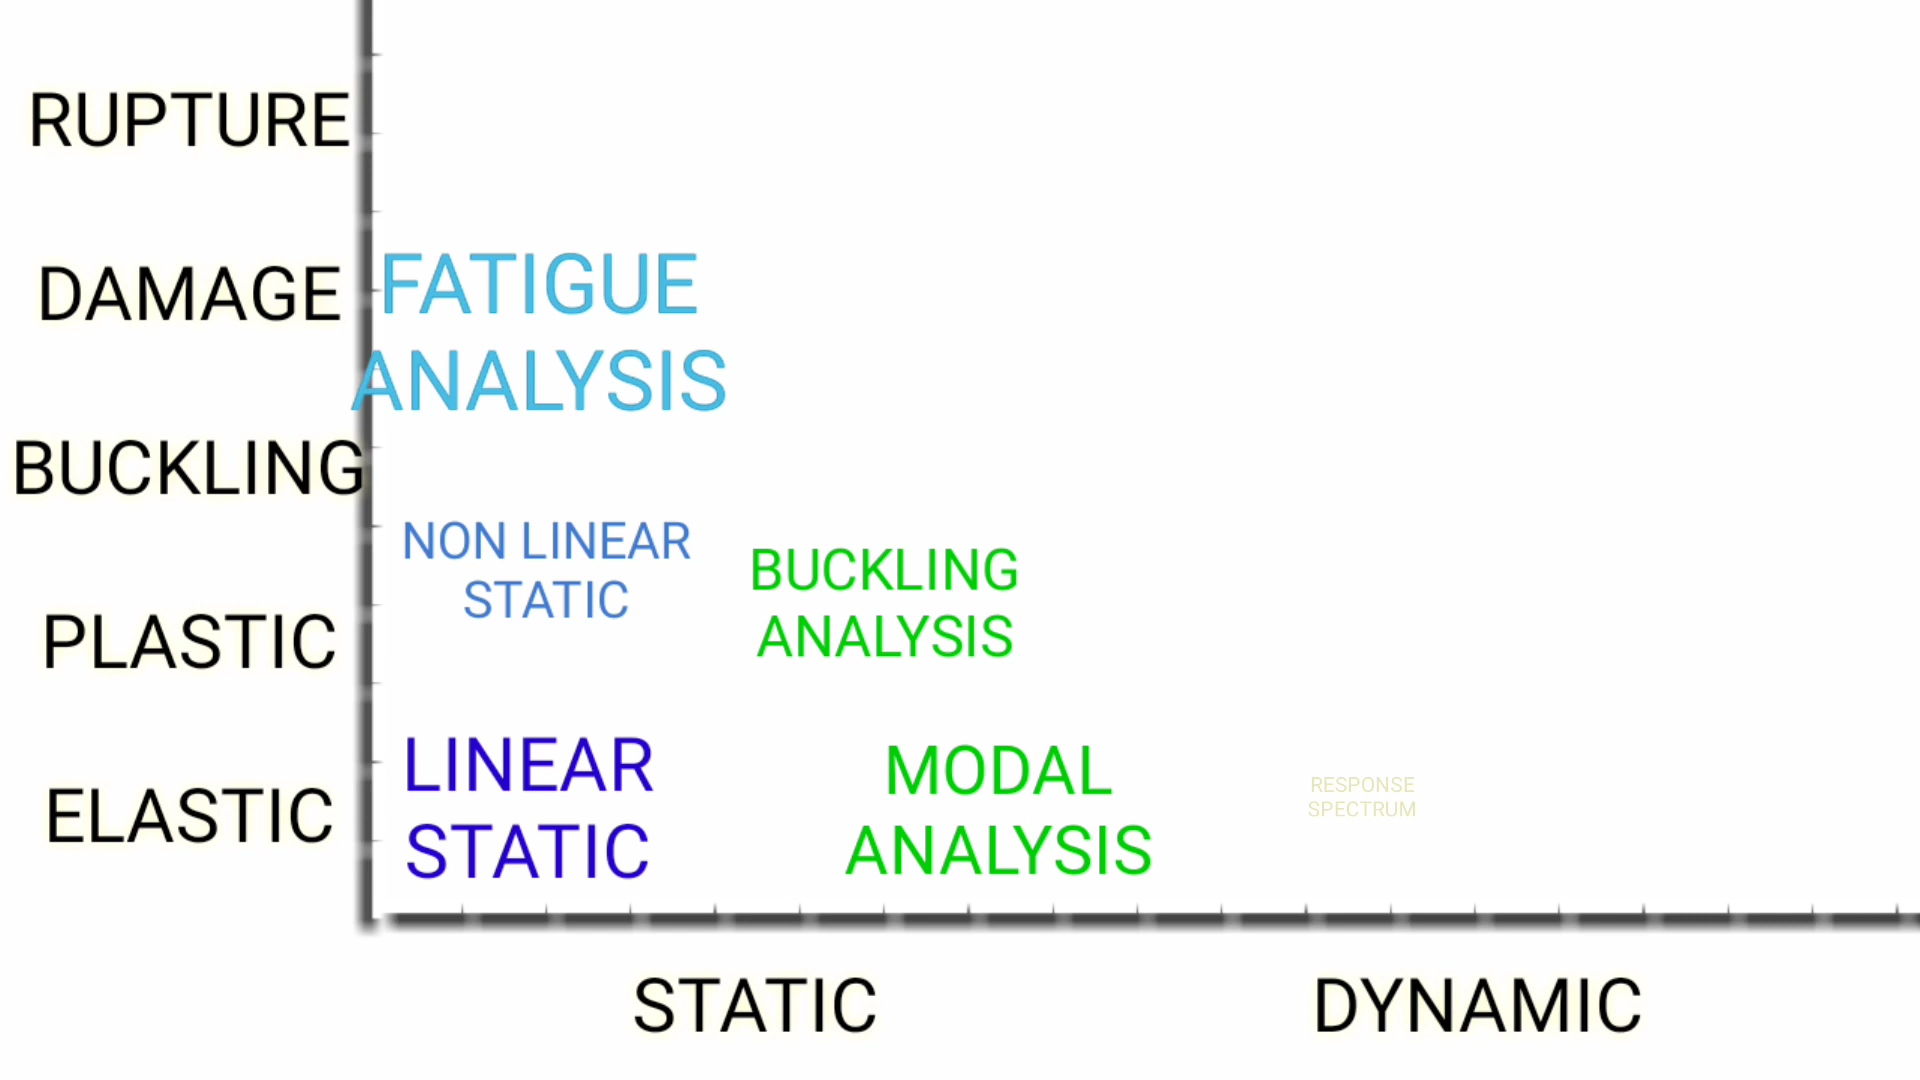 RUPTURE
DAMAGE
FATIGUE
ANALYSIS
BUCKLING
NON LINEAR
STATIC
BUCKLING
ANALYSIS
PLASTIC
LINEAR
STATIC
MODAL
ANALYSIS
RESPONSE
SPECTRUM
ELASTIC
STATIC
DYNAMIC